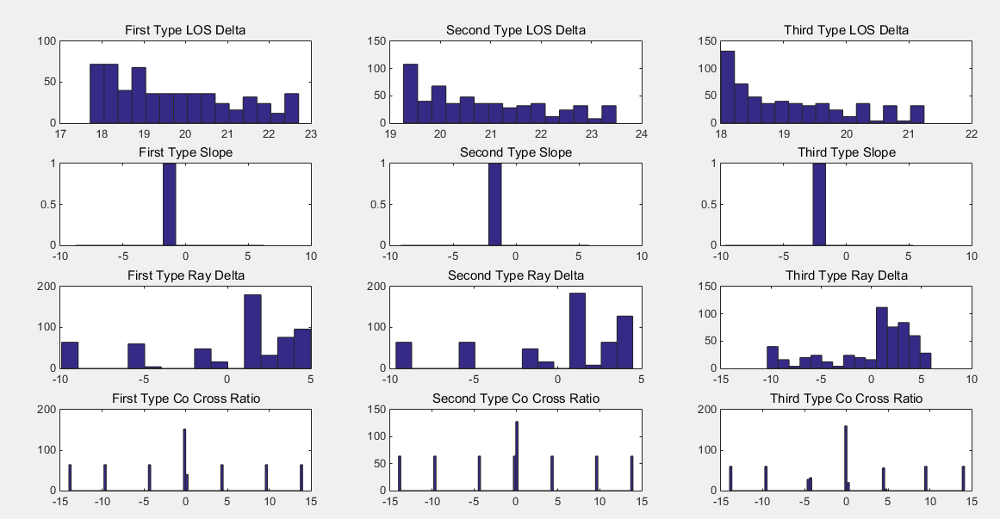 First Type LOS Delta
Second Type LOS Delta
Third Type LOS Delta
100
50
0
17 18 19 20 21 22 23
150
100
50
0
19 20 21 22 23 24
150
100
50
0
18 19 20 21 22
First Type Slope
Second Type Slope
Third Type Slope
1
0.5
0
-10 -5 0 5 10
1
0.5
0
-10 -5 0 5 10
1
0.5
0
-10 -5 0 5 10
First Type Ray Delta
Second Type Ray Delta
Third Type Ray Delta
200
100
0
-10 -5 0 5
200
100
0
-10 -5 0 5
150
100
50
0
-15 -10 -5 0 5 10
First Type Co Cross Ratio
Second Type Co Cross Ratio
Third Type Co Cross Ratio
200
100
0
-15 -10 -5 0 5 10 15
150
100
50
0
-15 -10 -5 0 5 10 15
200
100
0
-15 -10 -5 0 5 10 15